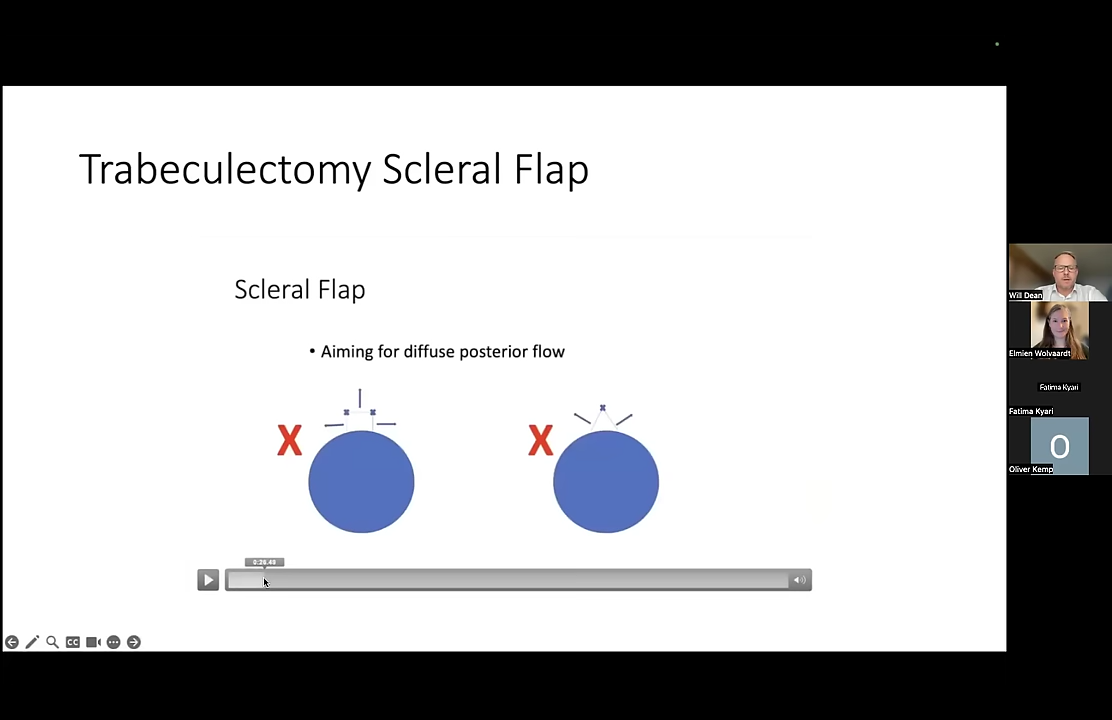 Trabeculectomy Scleral Flap
Scleral Flap
• Aiming for diffuse posterior flow
X
X
CC
Will Dean
Elmien Wolvaardt
Fatima Kyari
Fatima Kyari
O
Oliver Kemp